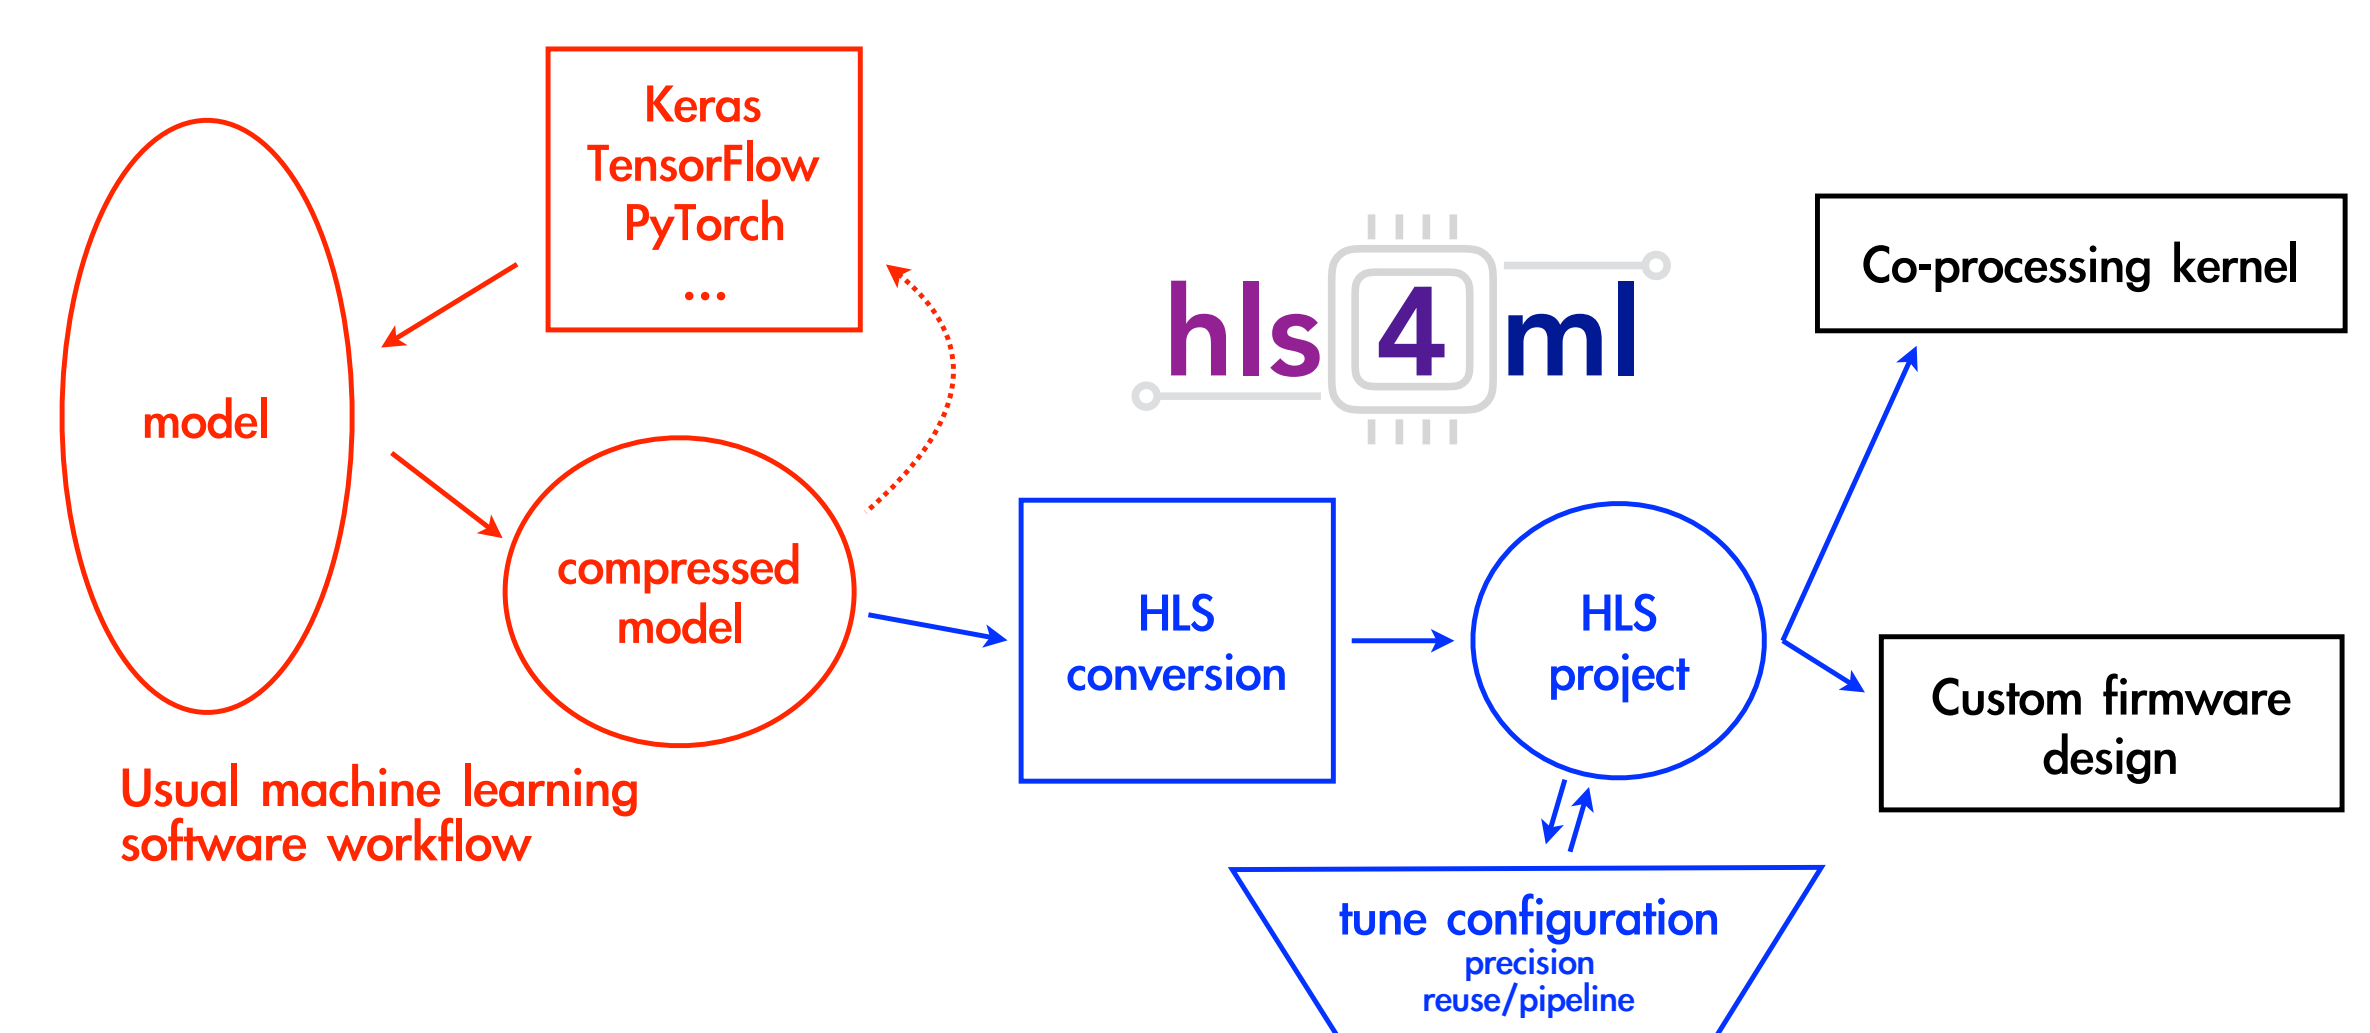 Keras
TensorFlow
PyTorch
...
model
compressed
model
Usual machine learning
software workflow
hls4ml
HLS
conversion
HLS
project
tune configuration
precision
reuse/pipeline
Co-processing kernel
Custom firmware
design